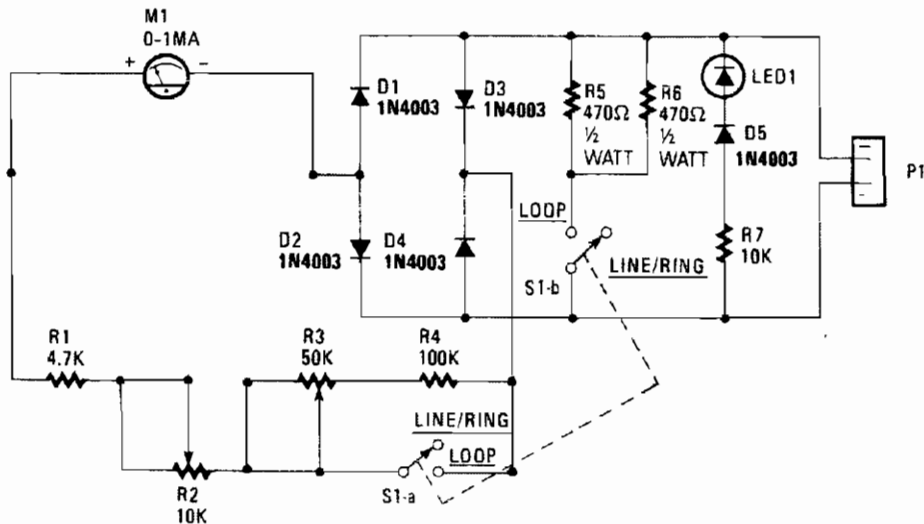 M1
0-1MA
+
−
D1
1N4003
D3
1N4003
R5
470Ω
½
WATT
R6
470Ω
½
WATT
LED1
D5
1N4003
P1
D2
1N4003
D4
1N4003
LOOP
S1-b
LINE/RING
R7
10K
R1
4.7K
R3
50K
R4
100K
R2
10K
LINE/RING
LOOP
S1-a